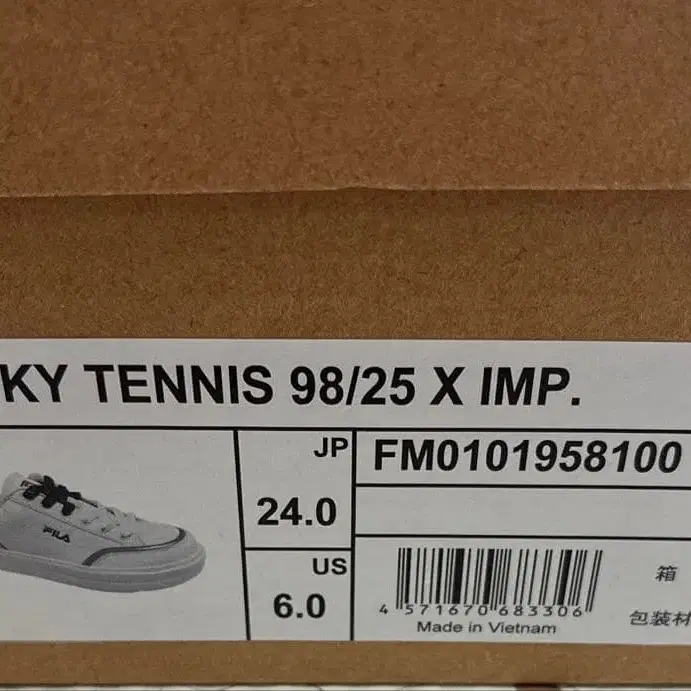 KY TENNIS 98/25 X IMP.
JP
24.0
US
6.0
FM0101958100
4 571670 683306
Made in Vietnam
箱
包装材
FILA